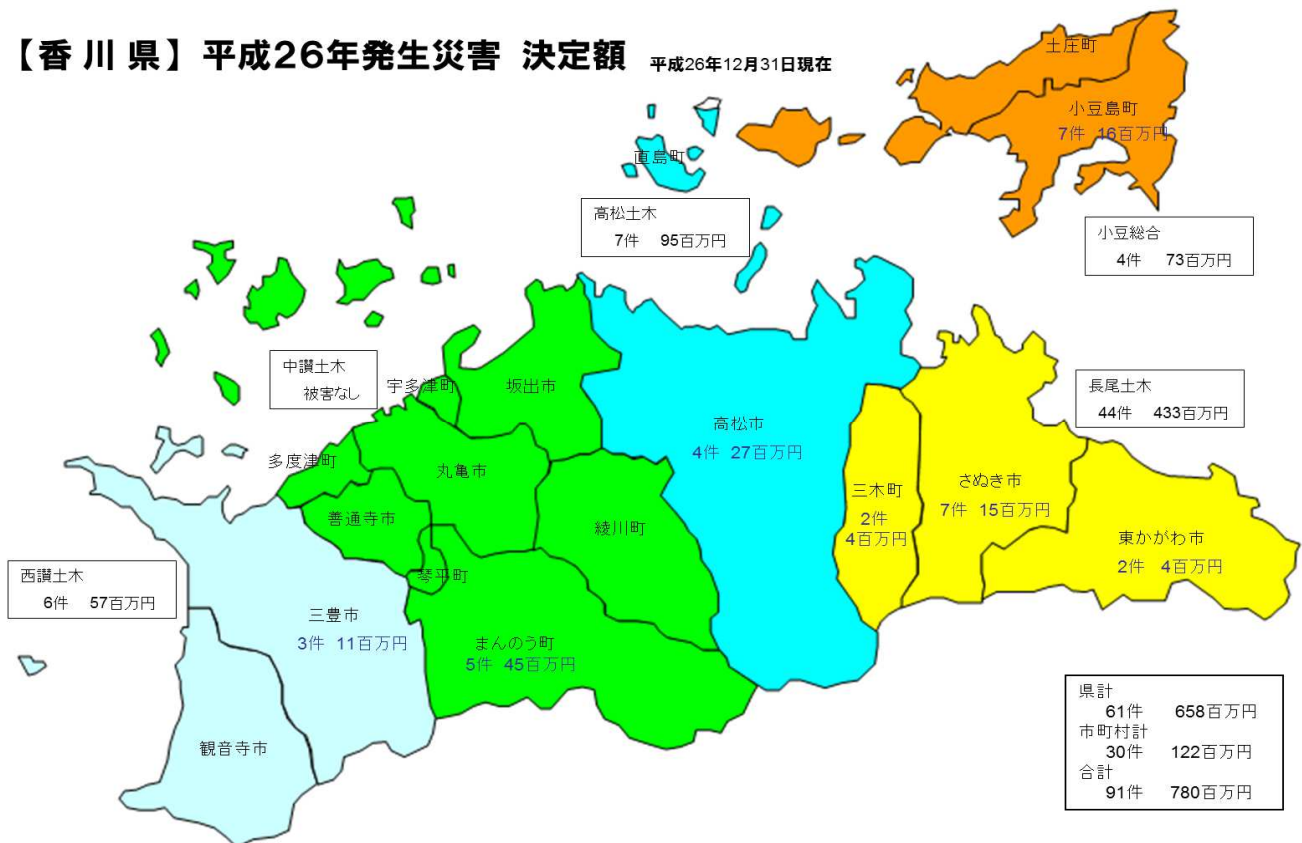 【香川県】平成26年発生災害 決定額 平成26年12月31日現在
土庄町
小豆島町
7件 16百万円
直島町
高松土木
7件 95百万円
小豆総合
4件 73百万円
中讃土木
被害なし
宇多津町
坂出市
長尾土木
44件 433百万円
高松市
4件 27百万円
多度津町
丸亀市
三木町
2件
4百万円
さぬき市
7件 15百万円
善通寺市
綾川町
東かがわ市
2件 4百万円
西讃土木
6件 57百万円
琴平町
三豊市
3件 11百万円
まんのう町
5件 45百万円
観音寺市
県計
61件 658百万円
市町村計
30件 122百万円
合計
91件 780百万円